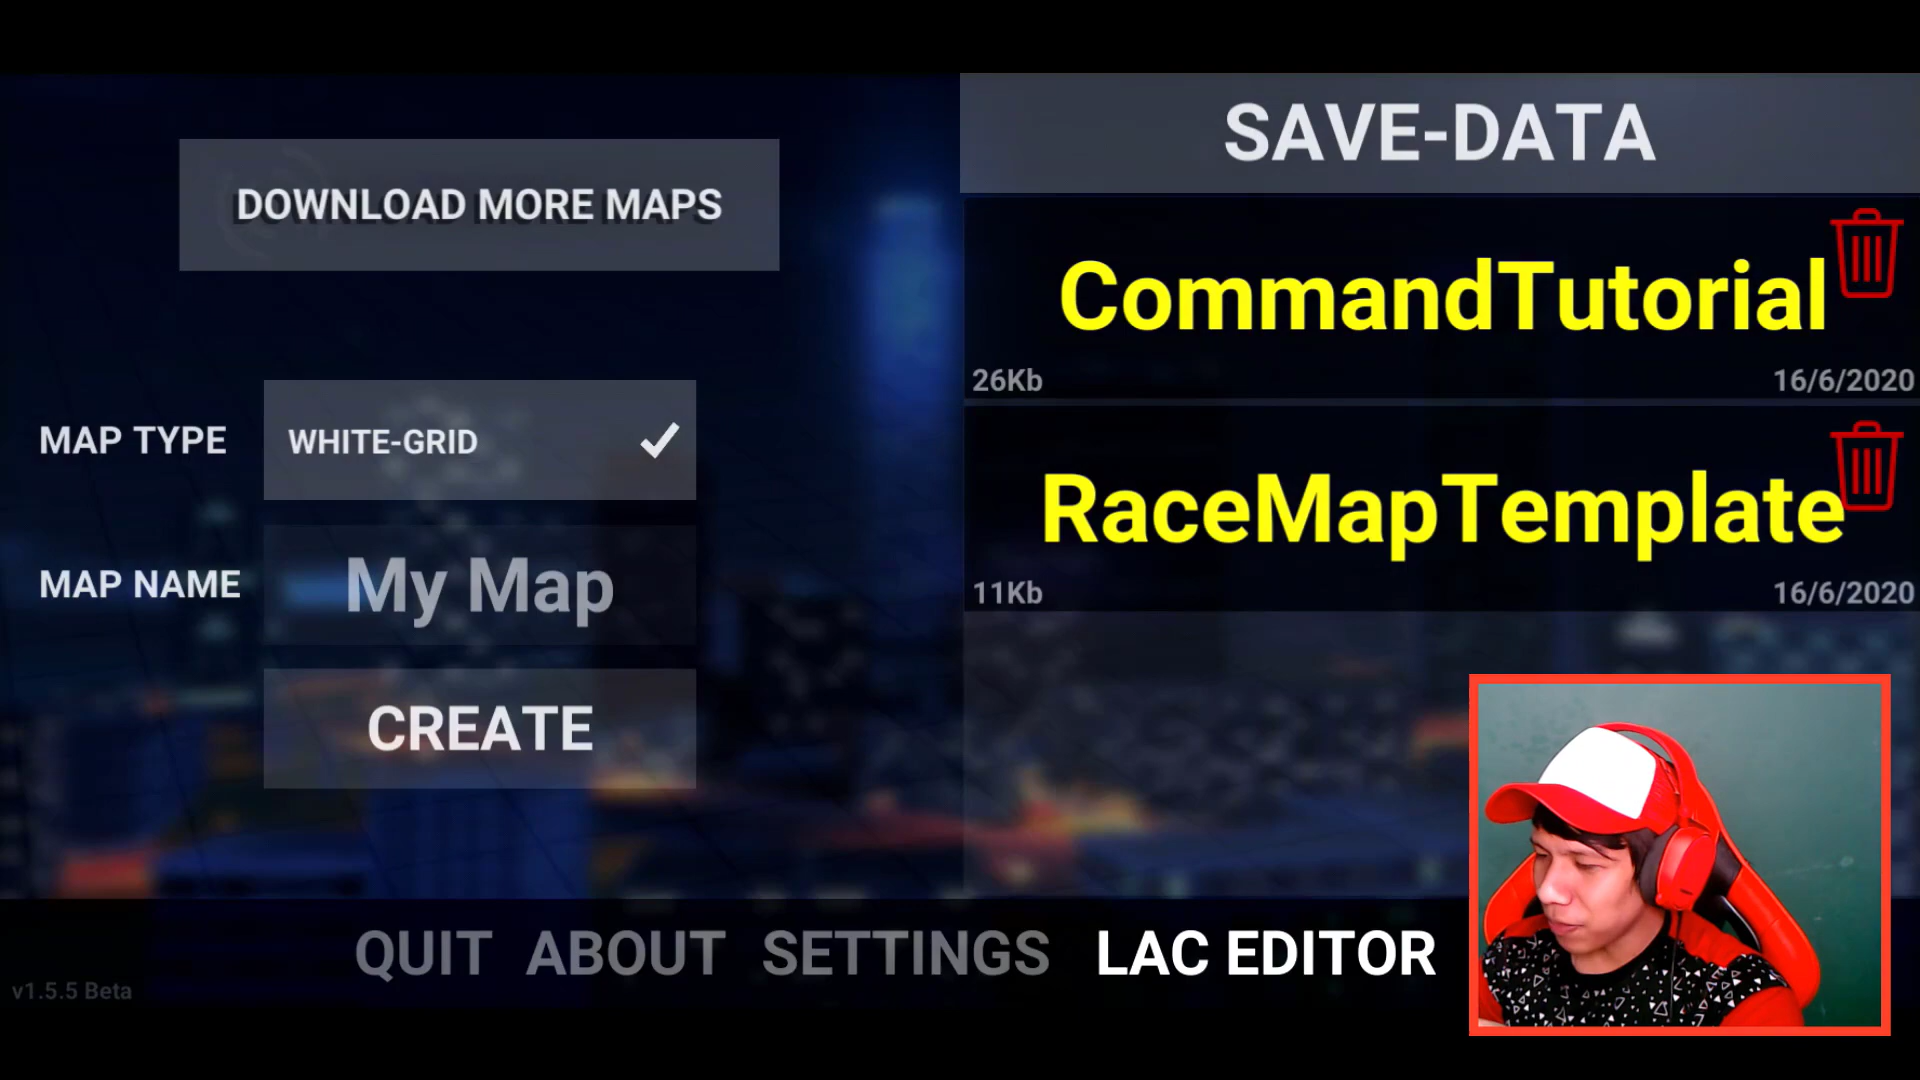 DOWNLOAD MORE MAPS
MAP TYPE
WHITE-GRID
MAP NAME
My Map
CREATE
SAVE-DATA
CommandTutorial
26Kb
16/6/2020
RaceMapTemplate
11Kb
16/6/2020
QUIT ABOUT SETTINGS LAC EDITOR
v1.5.5 Beta